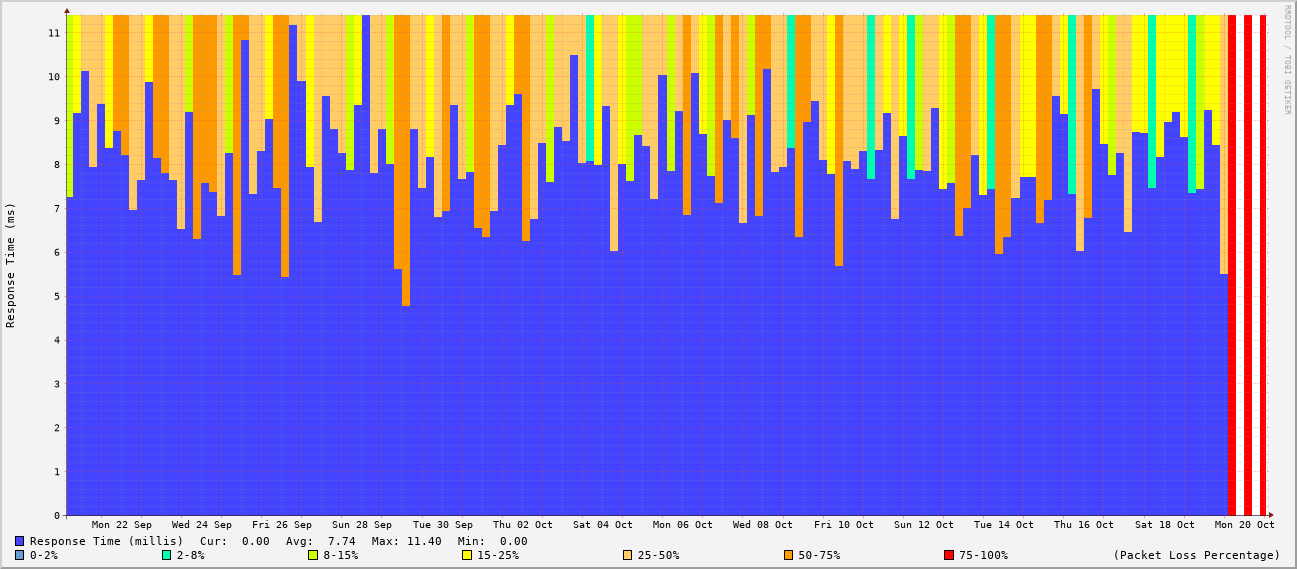 RRDTOOL / TOBI OETIKER
Response Time (ms)
11
10
9
8
7
6
5
4
3
2
1
0
Mon 22 Sep Wed 24 Sep Fri 26 Sep Sun 28 Sep Tue 30 Sep Thu 02 Oct Sat 04 Oct Mon 06 Oct Wed 08 Oct Fri 10 Oct Sun 12 Oct Tue 14 Oct Thu 16 Oct Sat 18 Oct Mon 20 Oct
Response Time (millis) Cur: 0.00 Avg: 7.74 Max: 11.40 Min: 0.00
0-2% 2-8% 8-15% 15-25% 25-50% 50-75% 75-100% (Packet Loss Percentage)